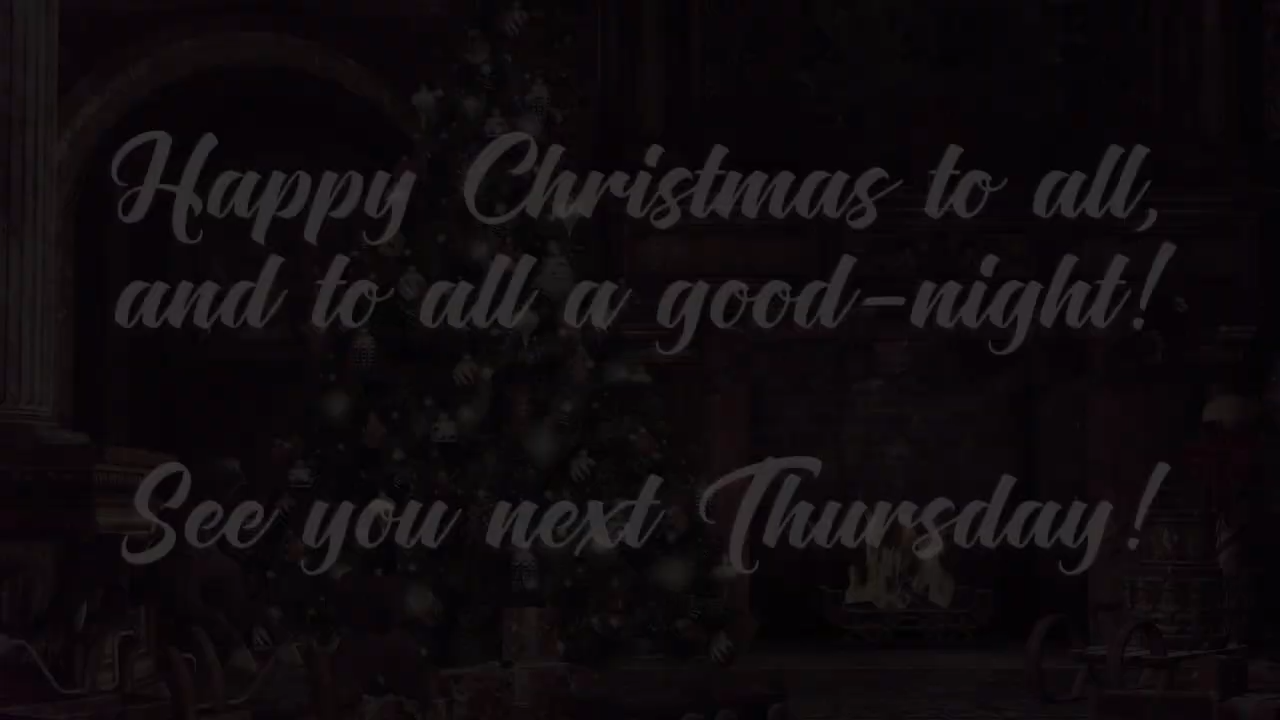 Happy Christmas to all,
and to all a good-night!
See you next Thursday!